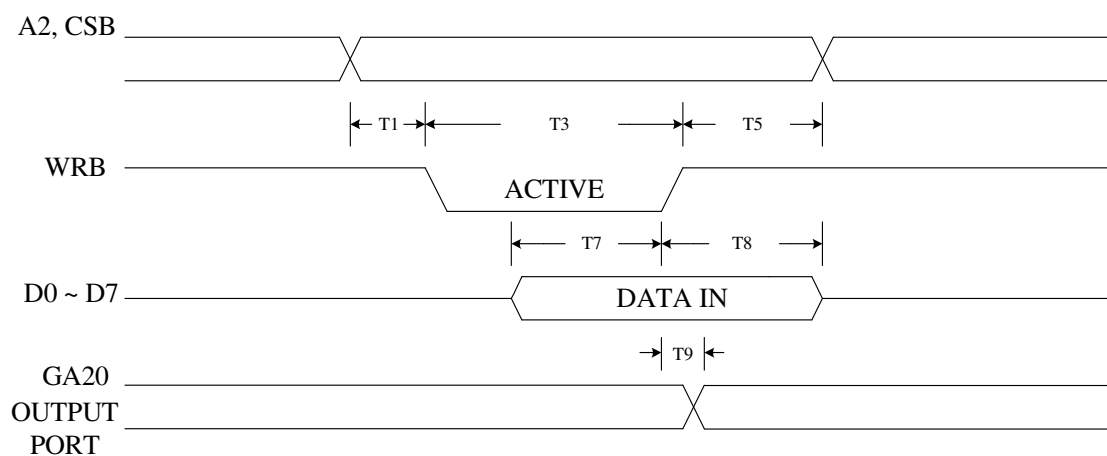 A2, CSB
T1
T3
T5
WRB
ACTIVE
T7
T8
D0 ~ D7
DATA IN
T9
GA20
OUTPUT
PORT